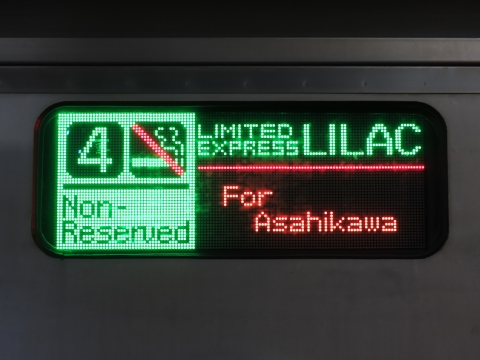 4
Non-
Reserved
LIMITED
EXPRESS LILAC
For
Asahikawa